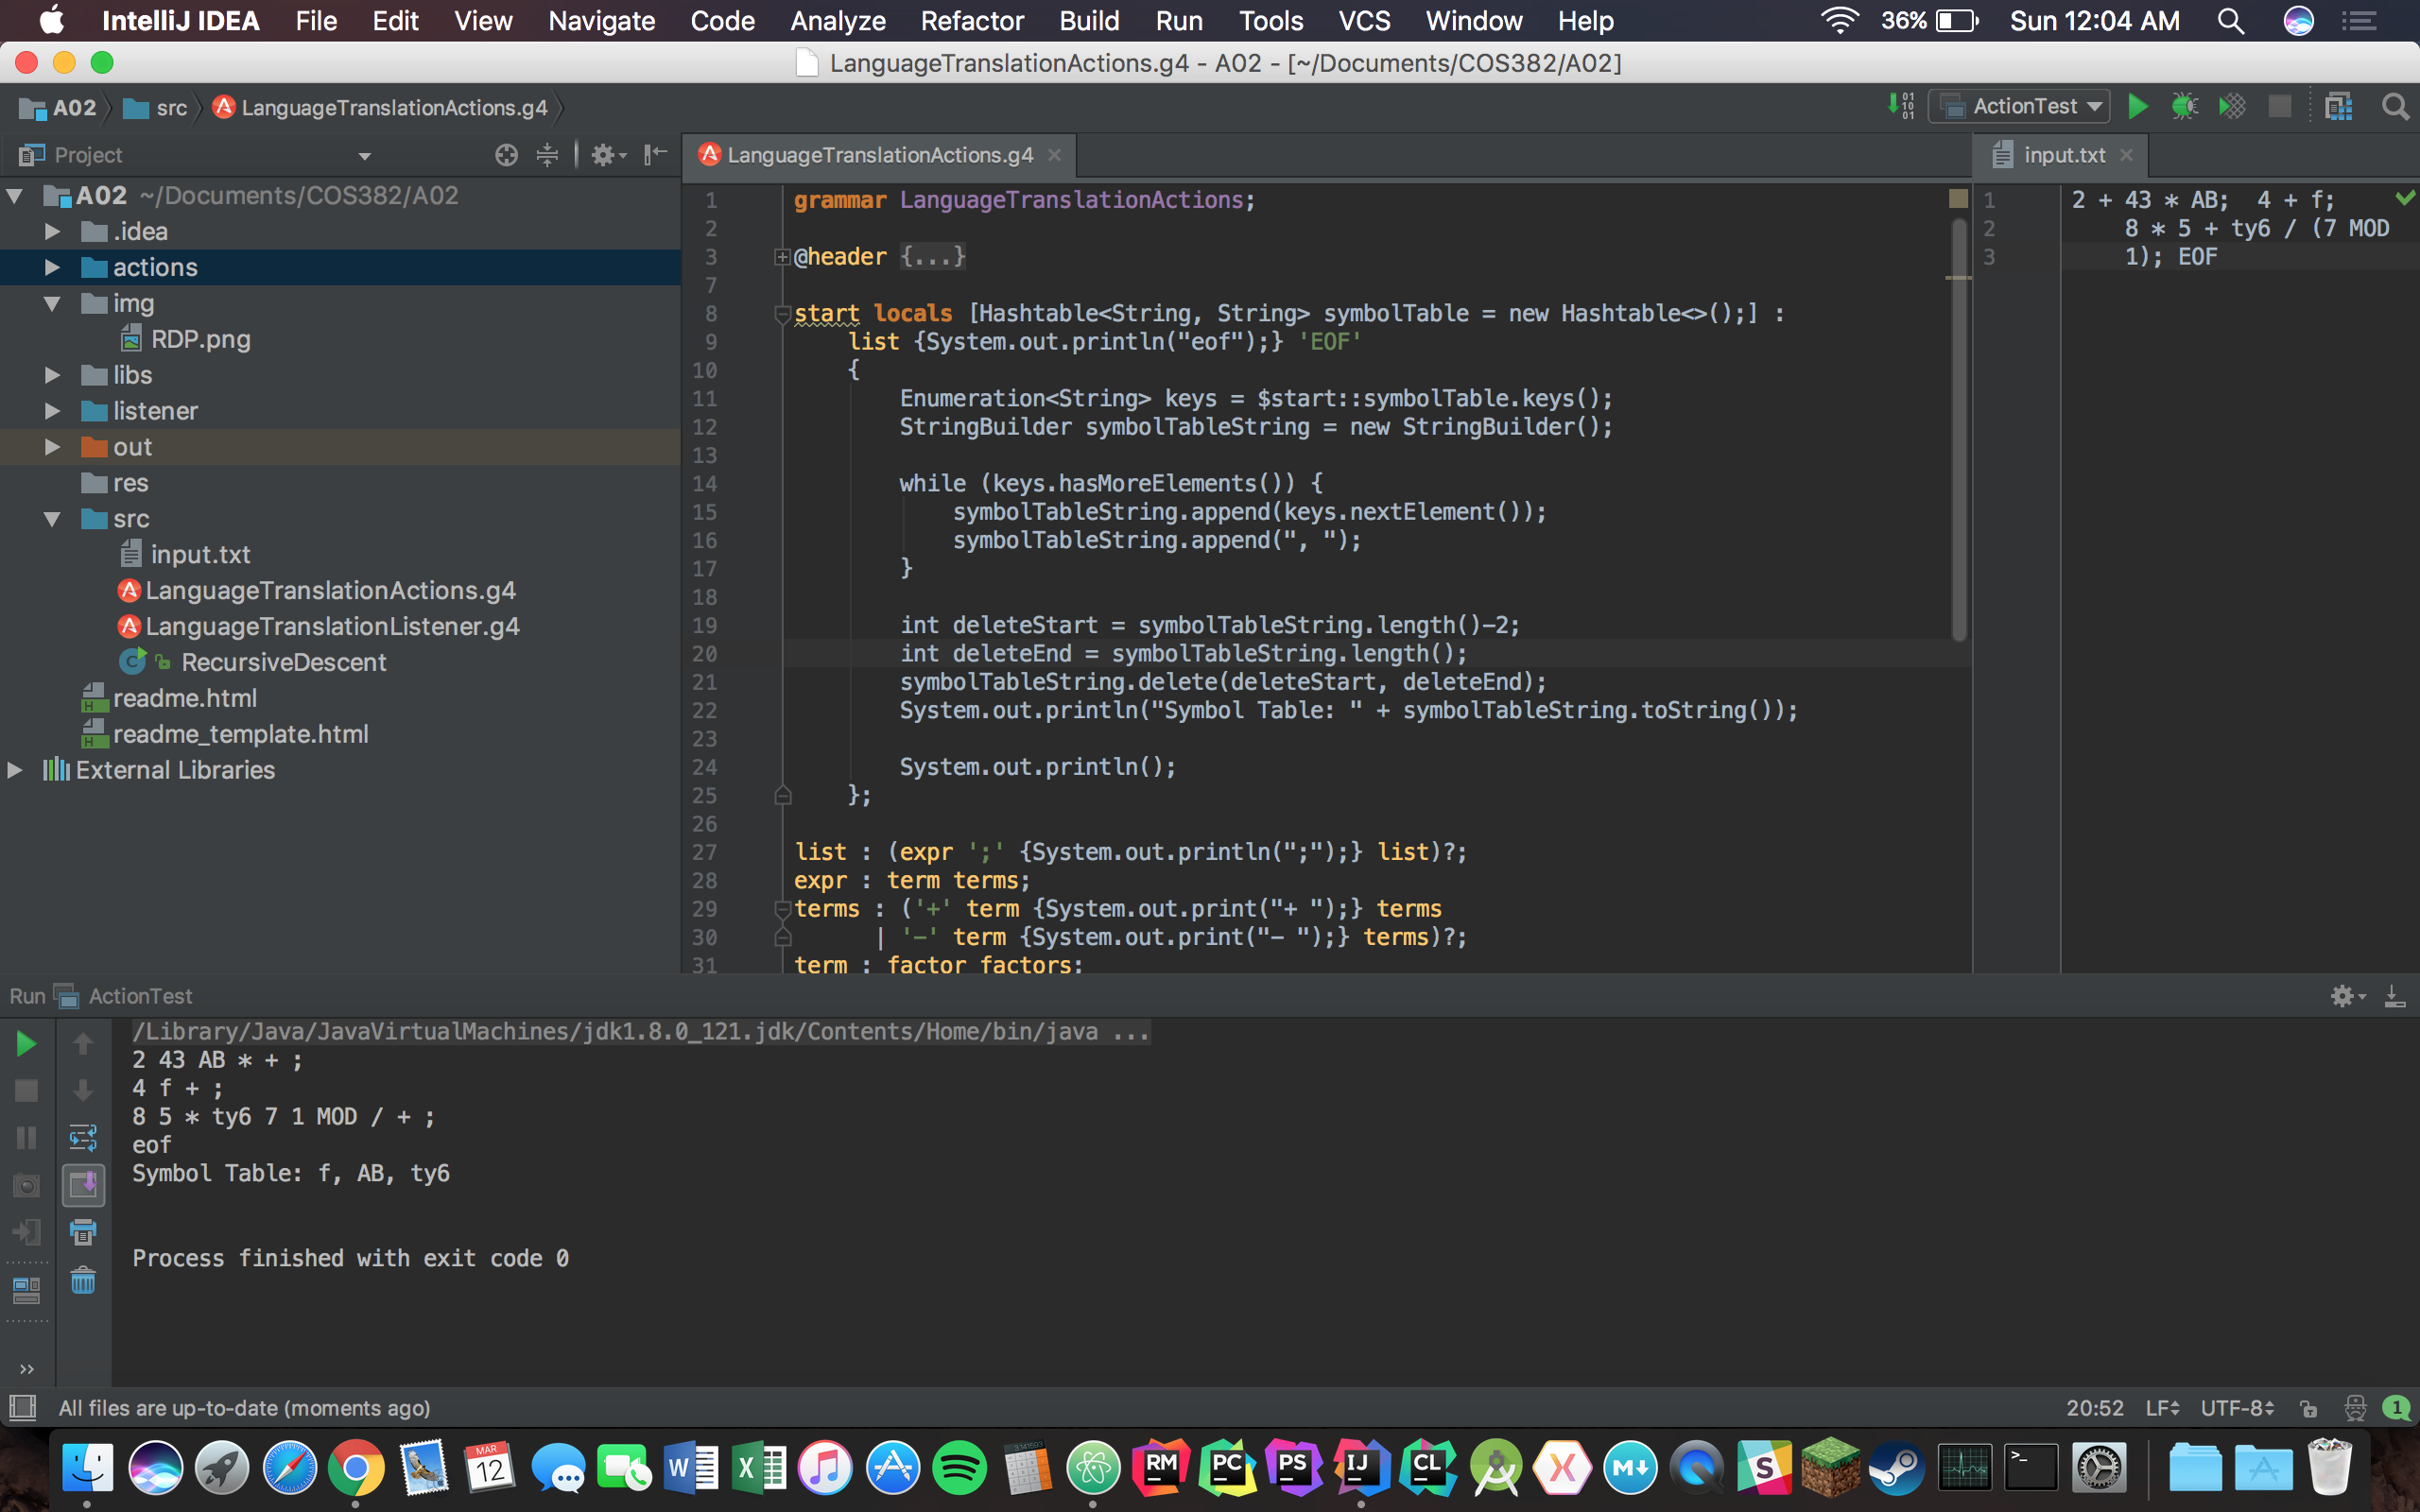 IntelliJ IDEA File Edit View Navigate Code Analyze Refactor Build Run Tools VCS Window Help 36% Sun 12:04 AM
LanguageTranslationActions.g4 - A02 - [~/Documents/COS382/A02]
A02 src LanguageTranslationActions.g4 ActionTest
Project
A02 ~/Documents/COS382/A02
.idea
actions
img
RDP.png
libs
listener
out
res
src
input.txt
LanguageTranslationActions.g4
LanguageTranslationListener.g4
RecursiveDescent
readme.html
readme_template.html
External Libraries
LanguageTranslationActions.g4
1 grammar LanguageTranslationActions;
2
3 @header {...}
7
8 start locals [Hashtable<String, String> symbolTable = new Hashtable<>();] :
9 list {System.out.println("eof");} 'EOF'
10 {
11 Enumeration<String> keys = $start::symbolTable.keys();
12 StringBuilder symbolTableString = new StringBuilder();
13
14 while (keys.hasMoreElements()) {
15 symbolTableString.append(keys.nextElement());
16 symbolTableString.append(", ");
17 }
18
19 int deleteStart = symbolTableString.length()-2;
20 int deleteEnd = symbolTableString.length();
21 symbolTableString.delete(deleteStart, deleteEnd);
22 System.out.println("Symbol Table: " + symbolTableString.toString());
23
24 System.out.println();
25 };
26
27 list : (expr ';' {System.out.println(";");} list)?;
28 expr : term terms;
29 terms : ('+' term {System.out.print("+ ");} terms
30 | '-' term {System.out.print("- ");} terms)?;
31 term : factor factors;
input.txt
1 2 + 43 * AB; 4 + f;
2 8 * 5 + ty6 / (7 MOD
3 1); EOF
Run ActionTest
/Library/Java/JavaVirtualMachines/jdk1.8.0_121.jdk/Contents/Home/bin/java ...
2 43 AB * + ;
4 f + ;
8 5 * ty6 7 1 MOD / + ;
eof
Symbol Table: f, AB, ty6
Process finished with exit code 0
All files are up-to-date (moments ago) 20:52 LF UTF-8 1
MAR
12
W X RM PC PS IJ CL X M S